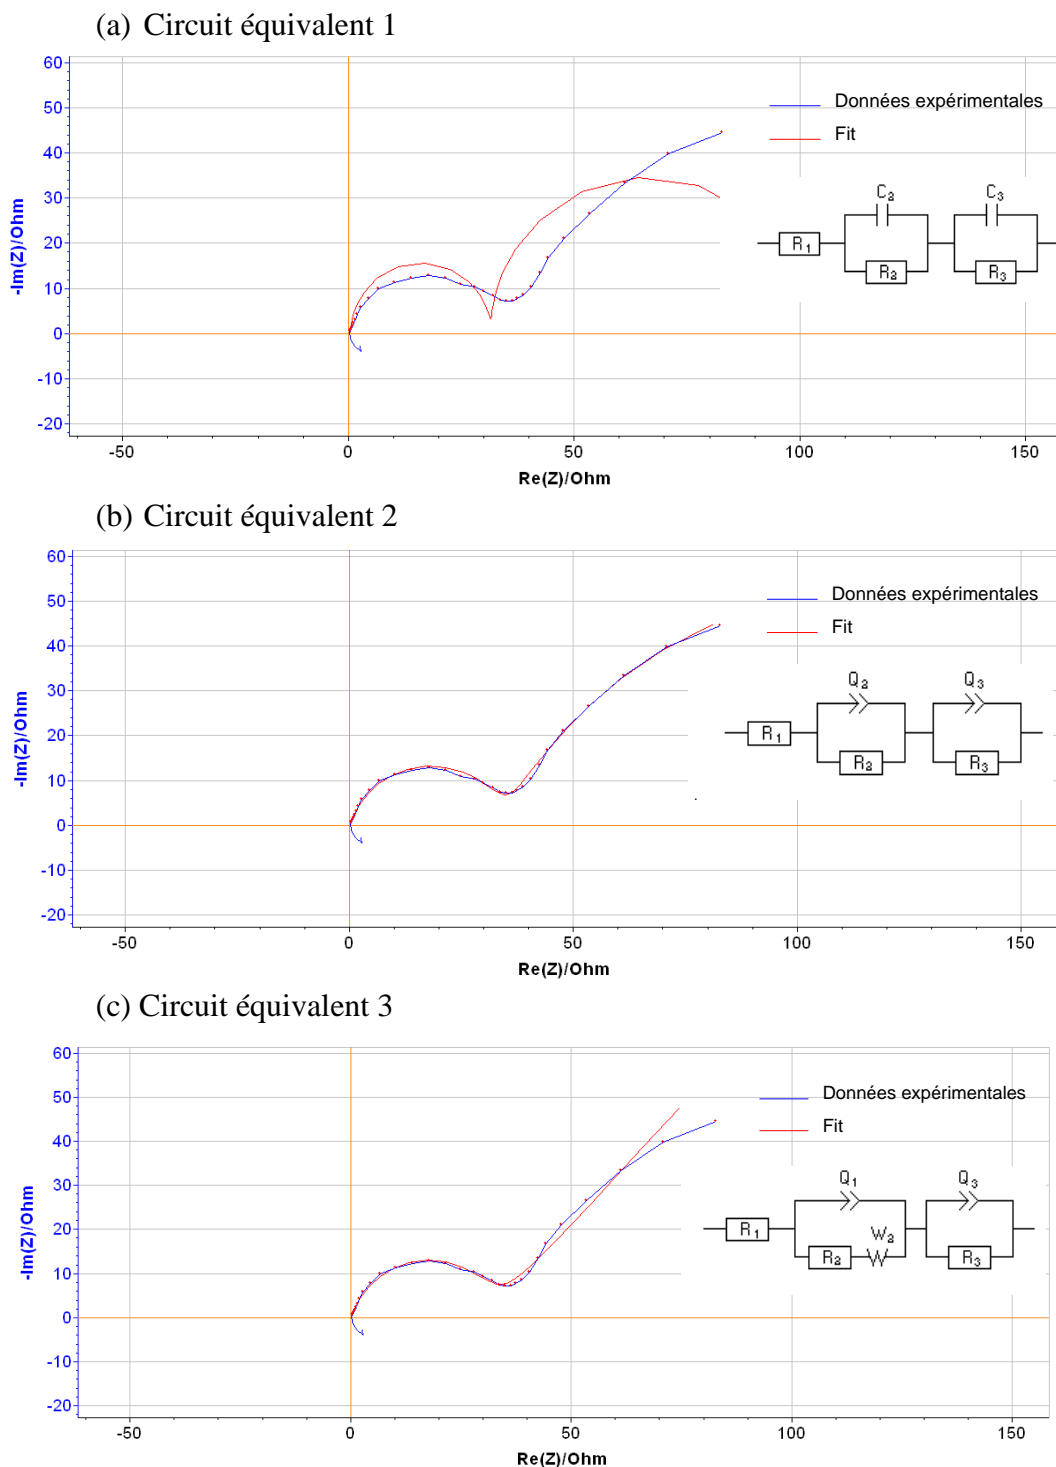 (a) Circuit équivalent 1
60
50
40
30
20
10
0
-10
-20
-Im(Z)/Ohm
-50
0
50
100
150
Re(Z)/Ohm
Données expérimentales
Fit
C2
C3
R1
R2
R3
(b) Circuit équivalent 2
60
50
40
30
20
10
0
-10
-20
-Im(Z)/Ohm
-50
0
50
100
150
Re(Z)/Ohm
Données expérimentales
Fit
Q2
Q3
R1
R2
R3
(c) Circuit équivalent 3
60
50
40
30
20
10
0
-10
-20
-Im(Z)/Ohm
-50
0
50
100
150
Re(Z)/Ohm
Données expérimentales
Fit
Q1
Q3
W2
R1
R2
R3